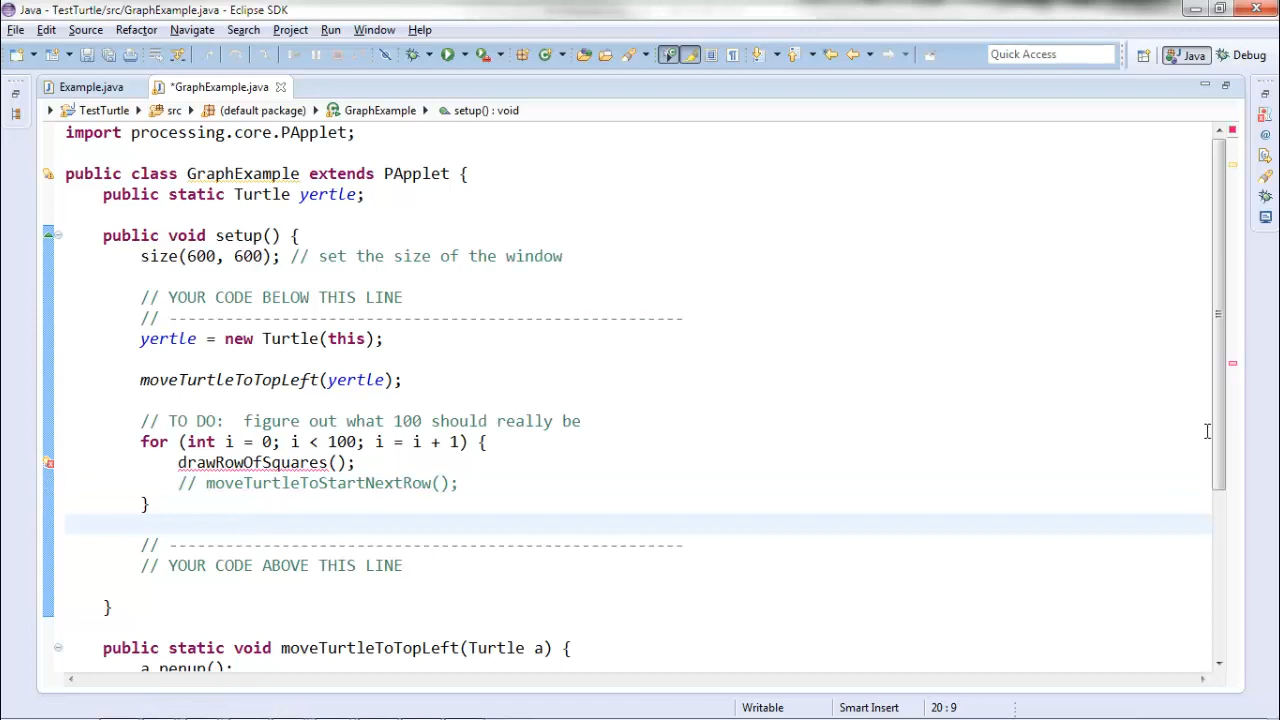 Java - TestTurtle/src/GraphExample.java - Eclipse SDK
File Edit Source Refactor Navigate Search Project Run Window Help
Quick Access Java Debug
Example.java *GraphExample.java
TestTurtle src (default package) GraphExample setup() : void
import processing.core.PApplet;
public class GraphExample extends PApplet {
public static Turtle yertle;
public void setup() {
size(600, 600); // set the size of the window
// YOUR CODE BELOW THIS LINE
// -------------------------------------------------------
yertle = new Turtle(this);
moveTurtleToTopLeft(yertle);
// TO DO:  figure out what 100 should really be
for (int i = 0; i < 100; i = i + 1) {
drawRowOfSquares();
// moveTurtleToStartNextRow();
}
// -------------------------------------------------------
// YOUR CODE ABOVE THIS LINE
}
public static void moveTurtleToTopLeft(Turtle a) {
a.penup();
Writable Smart Insert 20 : 9